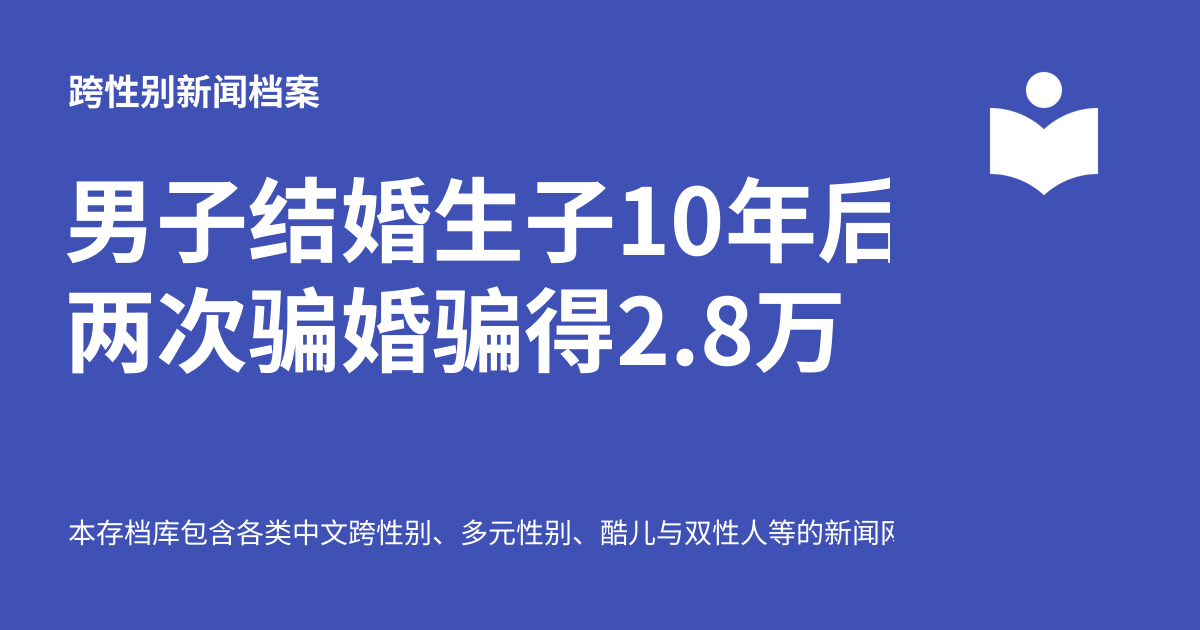 跨性别新闻档案
男子结婚生子10年后
两次骗婚骗得2.8万
本存档库包含各类中文跨性别、多元性别、酷儿与双性人等的新闻网